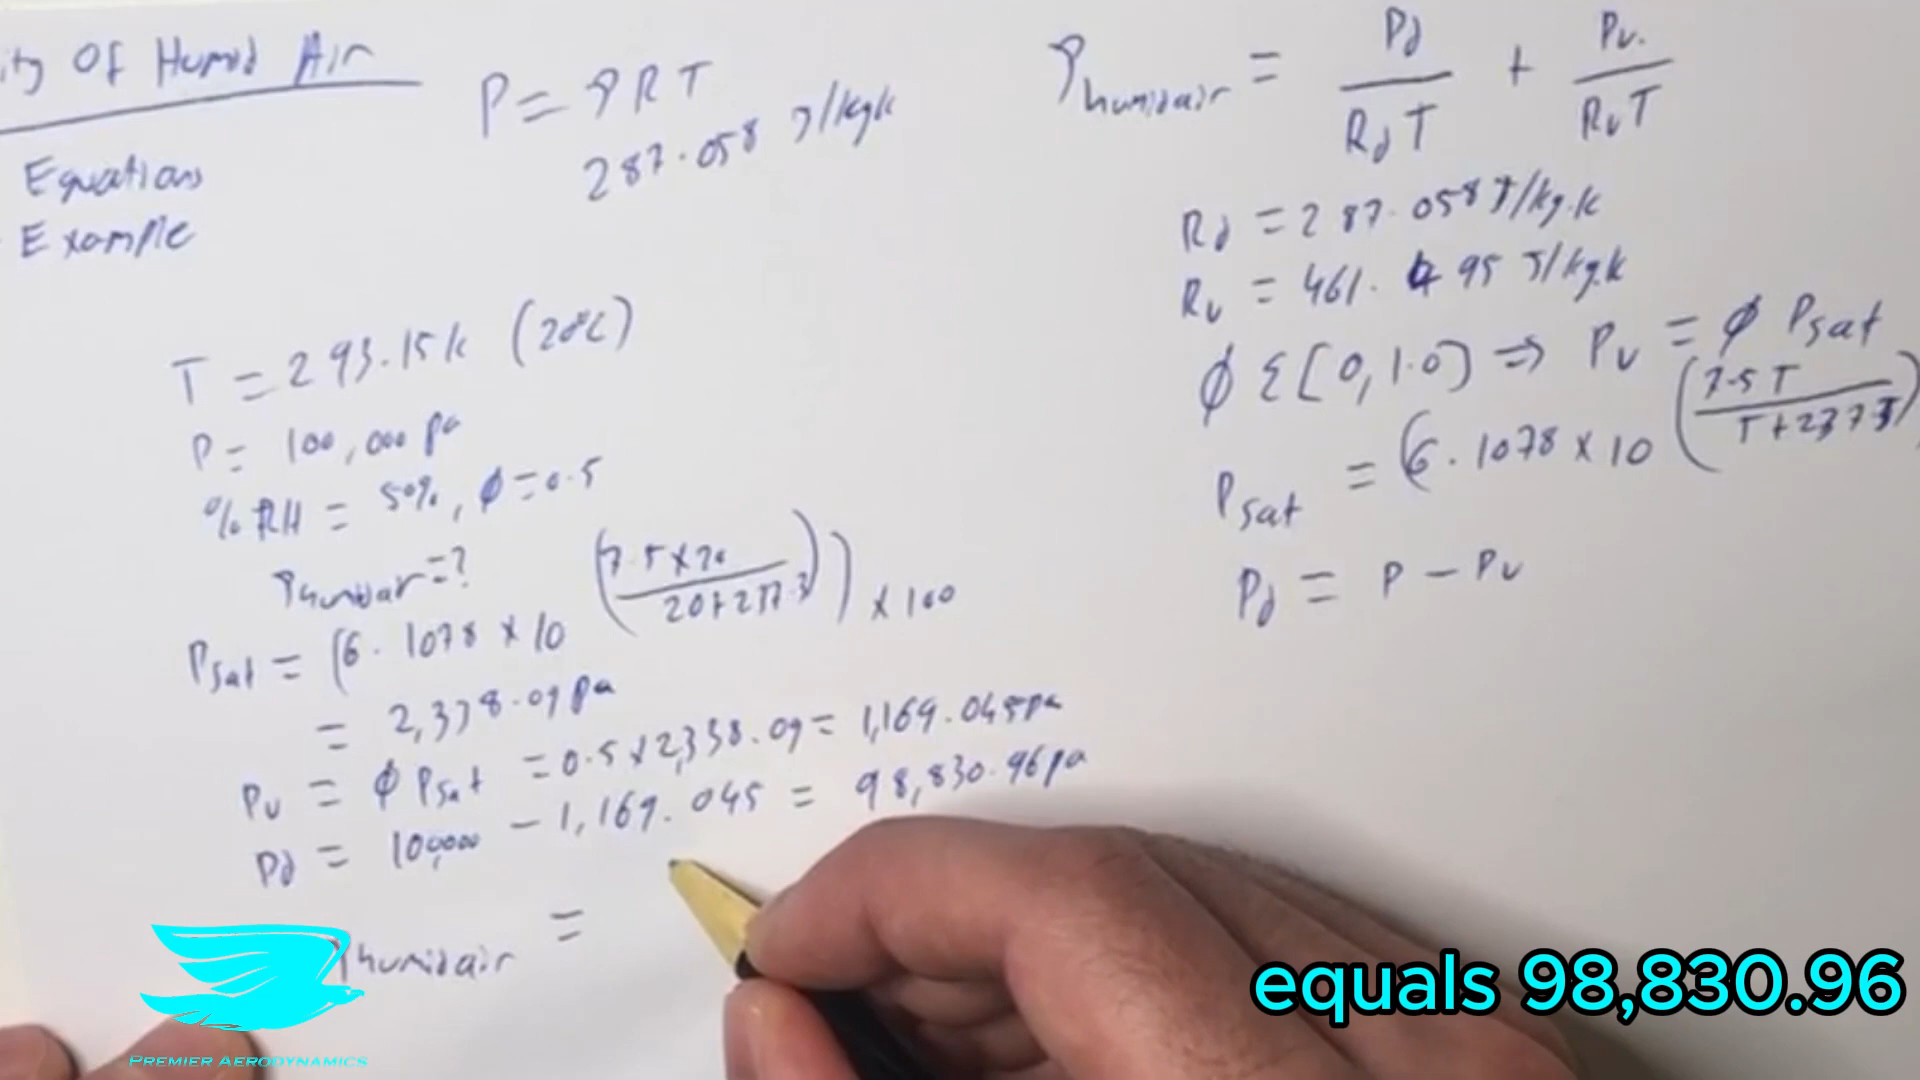 ity Of Humid Air
Equations
Example
P = ρRT
287.058 J/kgk
T = 293.15k (20°C)
P = 100,000 pa
% RH = 50%, φ = 0.5
ρhumidair = ?
Psat = (6.1078 x 10^(7.5x20 / 20+237.3)) x 100
= 2,338.09 pa
Pv = φ Psat = 0.5 x 2,338.09 = 1,169.045 pa
Pd = 100,000 - 1,169.045 = 98,830.96 pa
ρhumidair =
ρhumidair = Pd / RdT + Pv. / RvT
Rd = 287.058 J/kg.k
Rv = 461.495 J/kg.k
φ ε [0,1.0] ⇒ Pv = φ Psat
Psat = (6.1078 x 10^(7.5T / T+237.3)
Pd = P - Pv
PREMIER AERODYNAMICS
equals 98,830.96